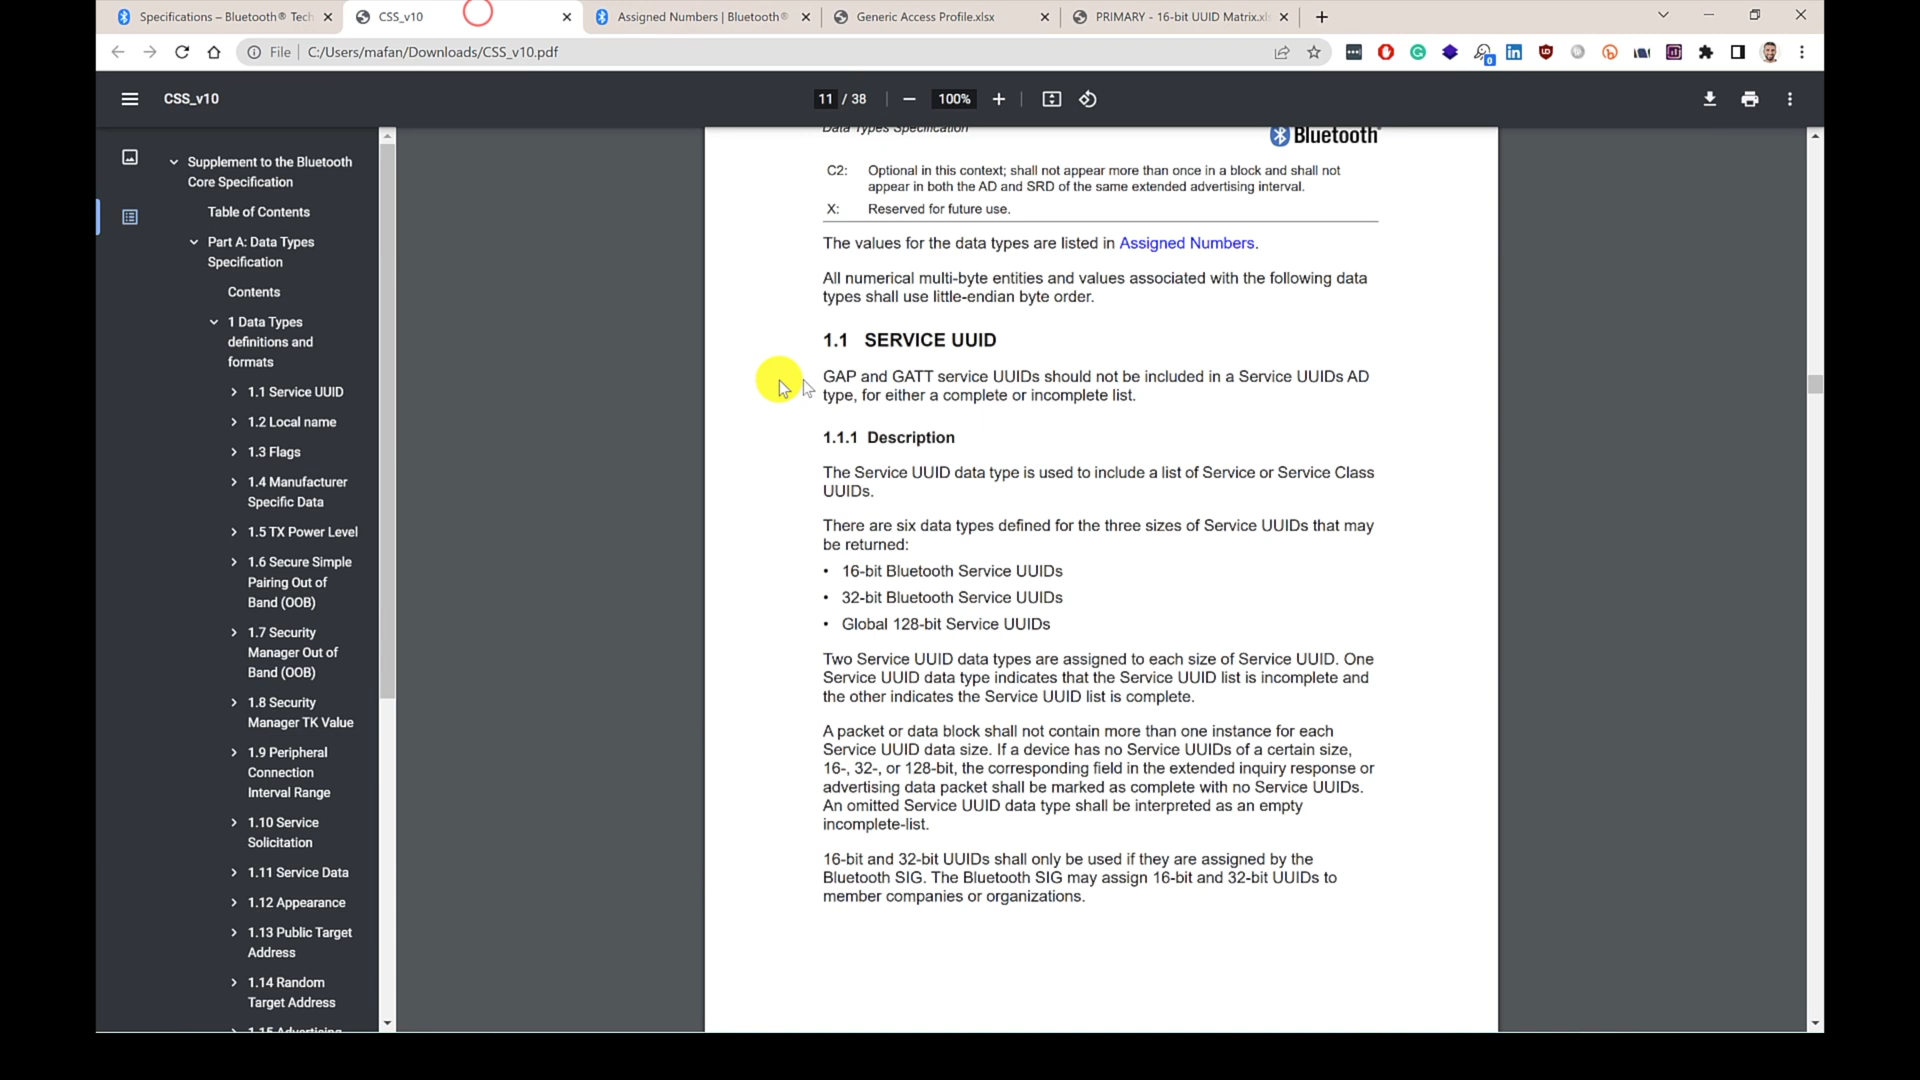 Specifications – Bluetooth® Tech
CSS_v10
Assigned Numbers | Bluetooth®
Generic Access Profile.xlsx
PRIMARY - 16-bit UUID Matrix.xls
File
C:/Users/mafan/Downloads/CSS_v10.pdf
CSS_v10
11 / 38
100%
Supplement to the Bluetooth
Core Specification
Table of Contents
Part A: Data Types
Specification
Contents
1 Data Types
definitions and
formats
1.1 Service UUID
1.2 Local name
1.3 Flags
1.4 Manufacturer
Specific Data
1.5 TX Power Level
1.6 Secure Simple
Pairing Out of
Band (OOB)
1.7 Security
Manager Out of
Band (OOB)
1.8 Security
Manager TK Value
1.9 Peripheral
Connection
Interval Range
1.10 Service
Solicitation
1.11 Service Data
1.12 Appearance
1.13 Public Target
Address
1.14 Random
Target Address
1.15 Advertising
Data Types Specification
Bluetooth®
C2: Optional in this context; shall not appear more than once in a block and shall not
appear in both the AD and SRD of the same extended advertising interval.
X: Reserved for future use.
The values for the data types are listed in Assigned Numbers.
All numerical multi-byte entities and values associated with the following data
types shall use little-endian byte order.
1.1 SERVICE UUID
GAP and GATT service UUIDs should not be included in a Service UUIDs AD
type, for either a complete or incomplete list.
1.1.1 Description
The Service UUID data type is used to include a list of Service or Service Class
UUIDs.
There are six data types defined for the three sizes of Service UUIDs that may
be returned:
• 16-bit Bluetooth Service UUIDs
• 32-bit Bluetooth Service UUIDs
• Global 128-bit Service UUIDs
Two Service UUID data types are assigned to each size of Service UUID. One
Service UUID data type indicates that the Service UUID list is incomplete and
the other indicates the Service UUID list is complete.
A packet or data block shall not contain more than one instance for each
Service UUID data size. If a device has no Service UUIDs of a certain size,
16-, 32-, or 128-bit, the corresponding field in the extended inquiry response or
advertising data packet shall be marked as complete with no Service UUIDs.
An omitted Service UUID data type shall be interpreted as an empty
incomplete-list.
16-bit and 32-bit UUIDs shall only be used if they are assigned by the
Bluetooth SIG. The Bluetooth SIG may assign 16-bit and 32-bit UUIDs to
member companies or organizations.